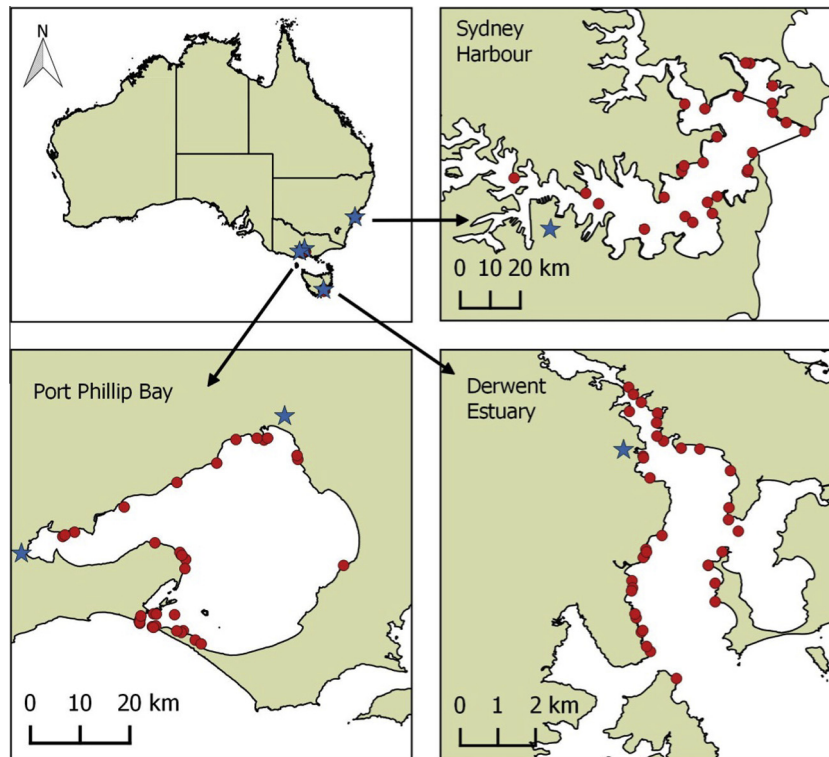 N
Sydney
Harbour
0 10 20 km
Port Phillip Bay
0 10 20 km
Derwent
Estuary
0 1 2 km